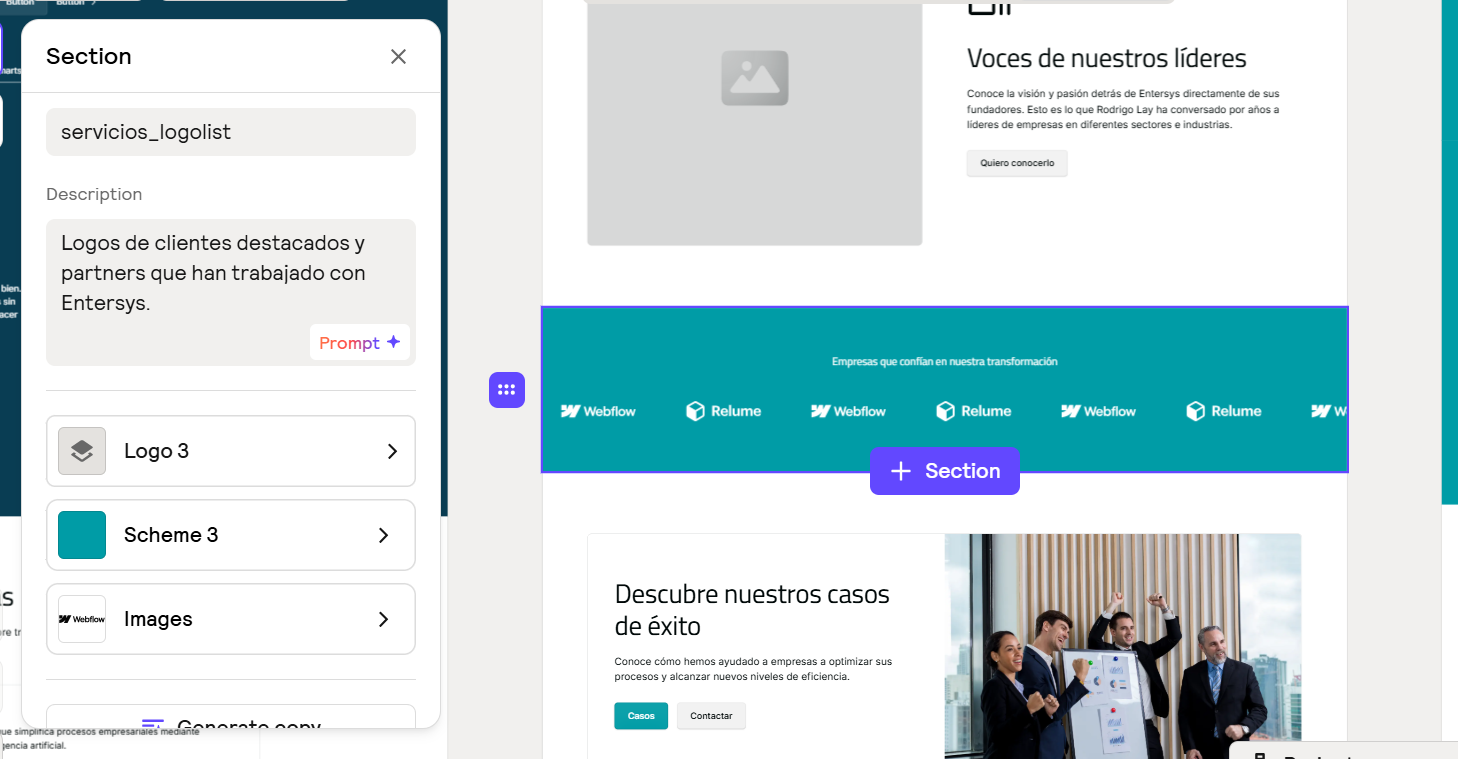 Button
Button
Section
servicios_logolist
Description
Logos de clientes destacados y
partners que han trabajado con
Entersys.
Prompt
Logo 3
Scheme 3
Webflow
Images
Generate copy
bien.
sin
acer
que simplifica procesos empresariales mediante
gencia artificial.
Voces de nuestros líderes
Conoce la visión y pasión detrás de Entersys directamente de sus
fundadores. Esto es lo que Rodrigo Lay ha conversado por años a
líderes de empresas en diferentes sectores e industrias.
Quiero conocerlo
Empresas que confían en nuestra transformación
Webflow Relume Webflow Relume Webflow Relume W
+ Section
Descubre nuestros casos
de éxito
Conoce cómo hemos ayudado a empresas a optimizar sus
procesos y alcanzar nuevos niveles de eficiencia.
Casos Contactar